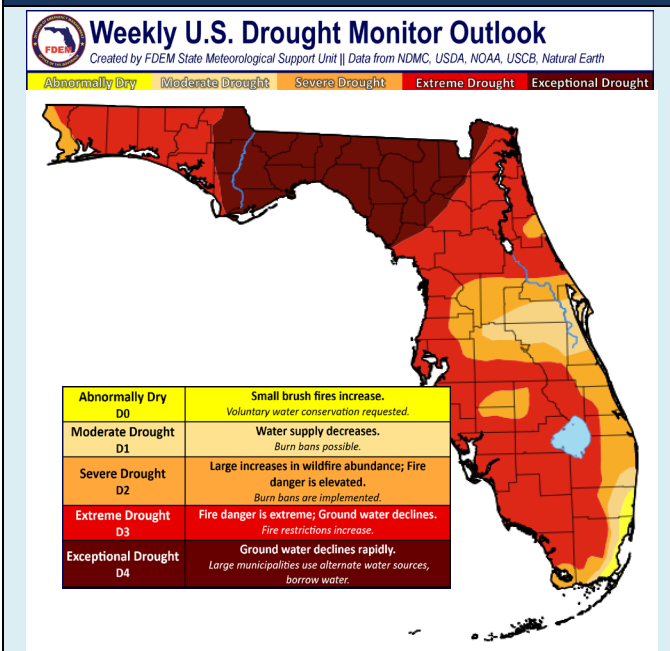 FDEM
Weekly U.S. Drought Monitor Outlook
Created by FDEM State Meteorological Support Unit || Data from NDMC, USDA, NOAA, USCB, Natural Earth
Abnormally Dry Moderate Drought Severe Drought Extreme Drought Exceptional Drought
Abnormally Dry
D0
Small brush fires increase.
Voluntary water conservation requested.
Moderate Drought
D1
Water supply decreases.
Burn bans possible.
Severe Drought
D2
Large increases in wildfire abundance; Fire
danger is elevated.
Burn bans are implemented.
Extreme Drought
D3
Fire danger is extreme; Ground water declines.
Fire restrictions increase.
Exceptional Drought
D4
Ground water declines rapidly.
Large municipalities use alternate water sources,
borrow water.